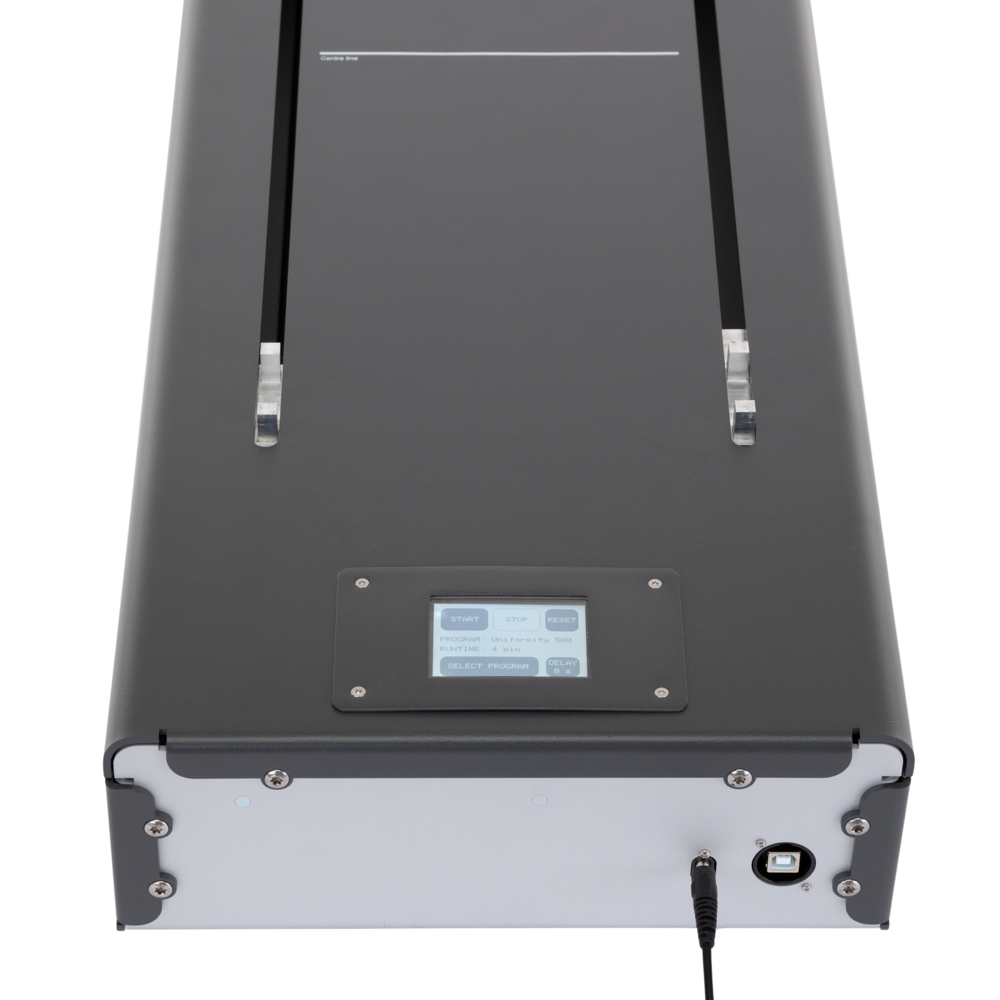 Centre line
START STOP RESET
PROGRAM: Uniformity 500
RUNTIME: 4 min
SELECT PROGRAM DELAY
0 s